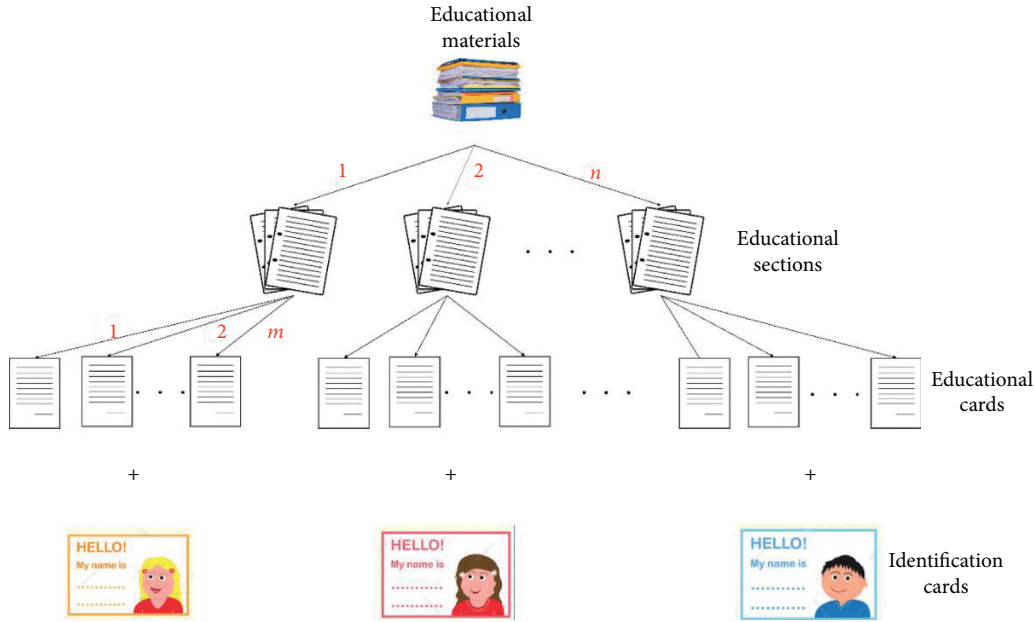 Educational
materials
1
2
n
Educational
sections
1
2
m
Educational
cards
+
+
+
HELLO!
My name is
HELLO!
My name is
HELLO!
My name is
Identification
cards